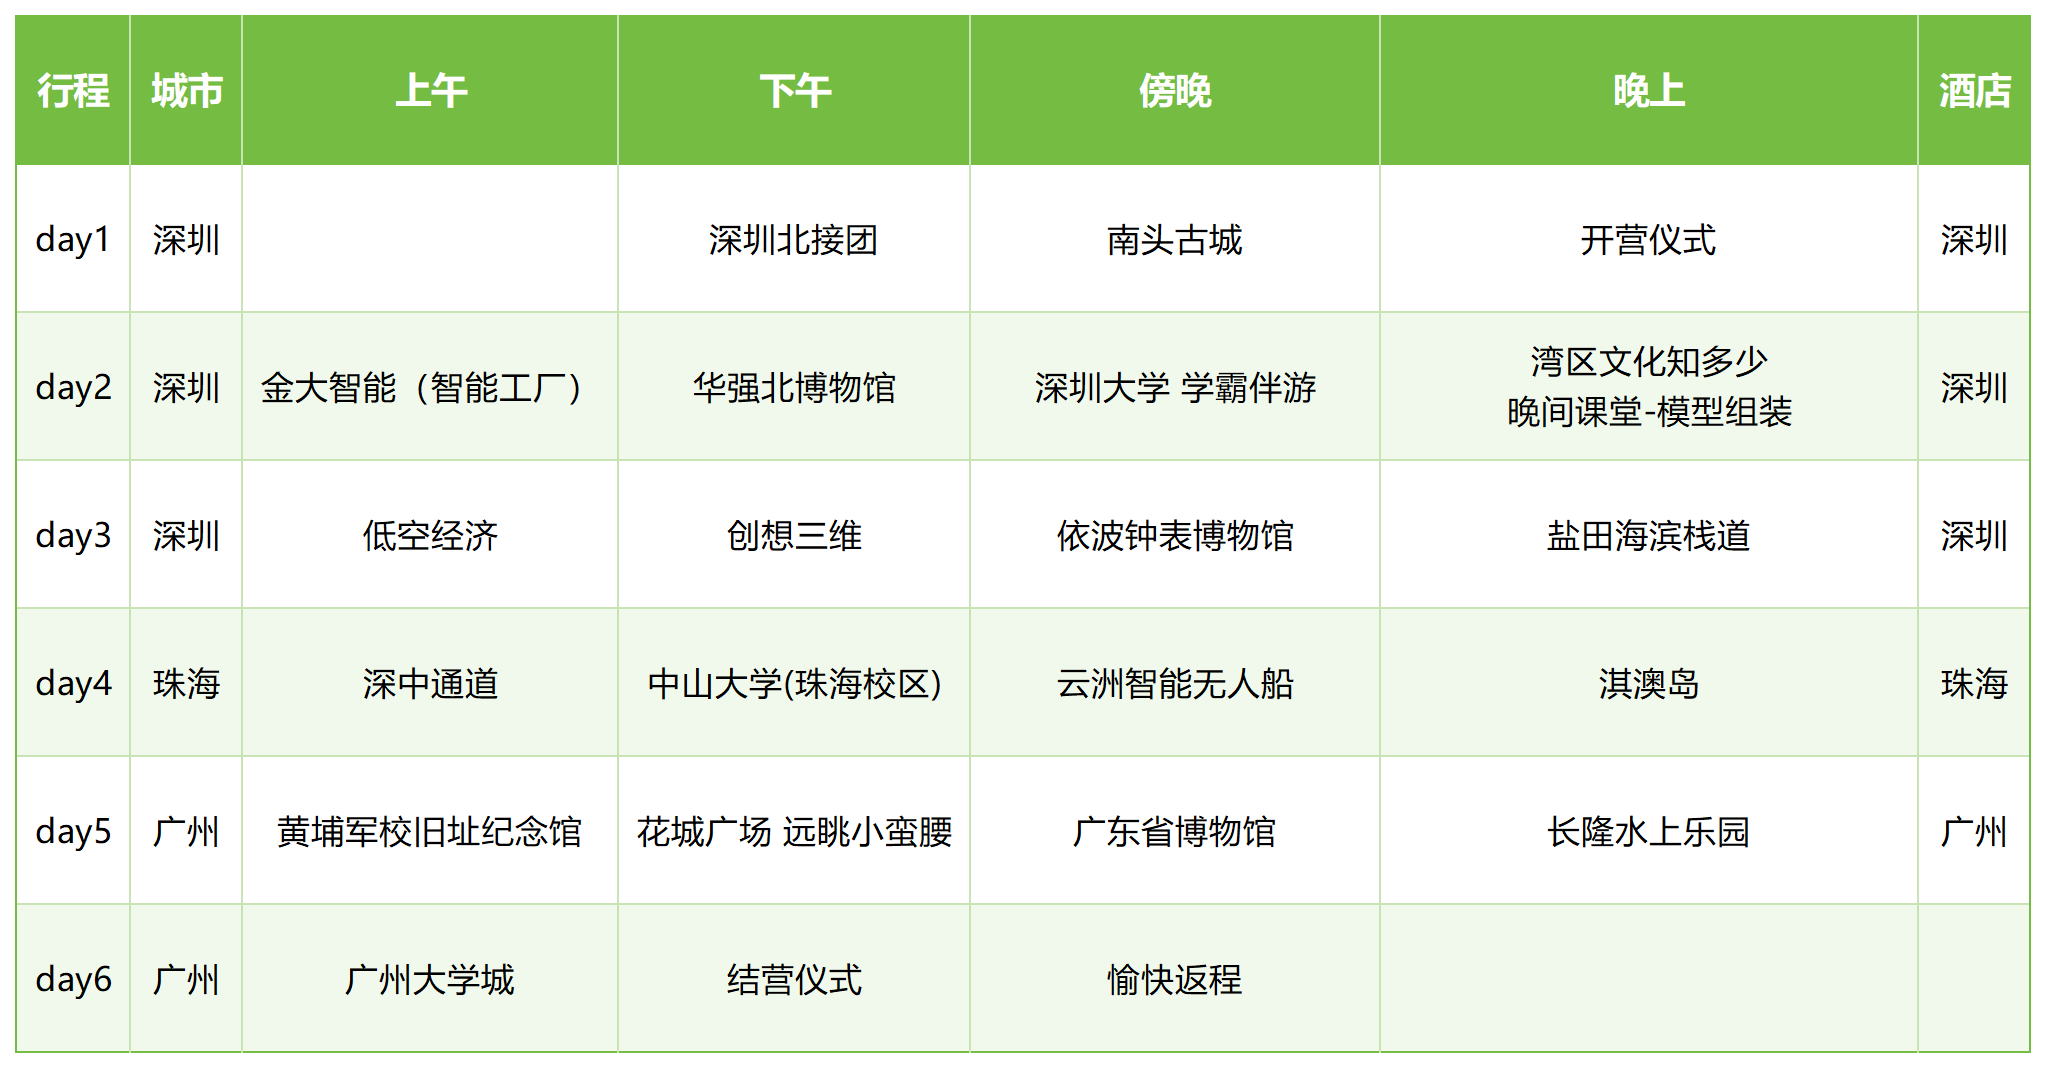 行程 城市 上午 下午 傍晚 晚上 酒店
day1 深圳 深圳北接团 南头古城 开营仪式 深圳
day2 深圳 金大智能（智能工厂） 华强北博物馆 深圳大学 学霸伴游 湾区文化知多少
晚间课堂-模型组装 深圳
day3 深圳 低空经济 创想三维 依波钟表博物馆 盐田海滨栈道 深圳
day4 珠海 深中通道 中山大学(珠海校区) 云洲智能无人船 淇澳岛 珠海
day5 广州 黄埔军校旧址纪念馆 花城广场 远眺小蛮腰 广东省博物馆 长隆水上乐园 广州
day6 广州 广州大学城 结营仪式 愉快返程